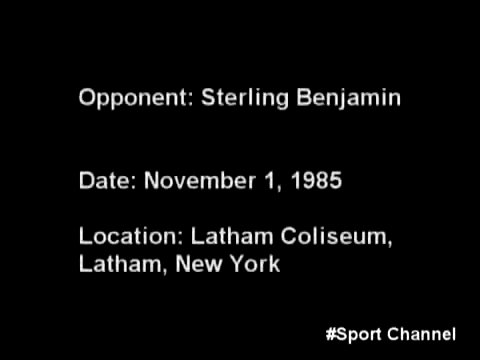 Opponent: Sterling Benjamin
Date: November 1, 1985
Location: Latham Coliseum,
Latham, New York
#Sport Channel